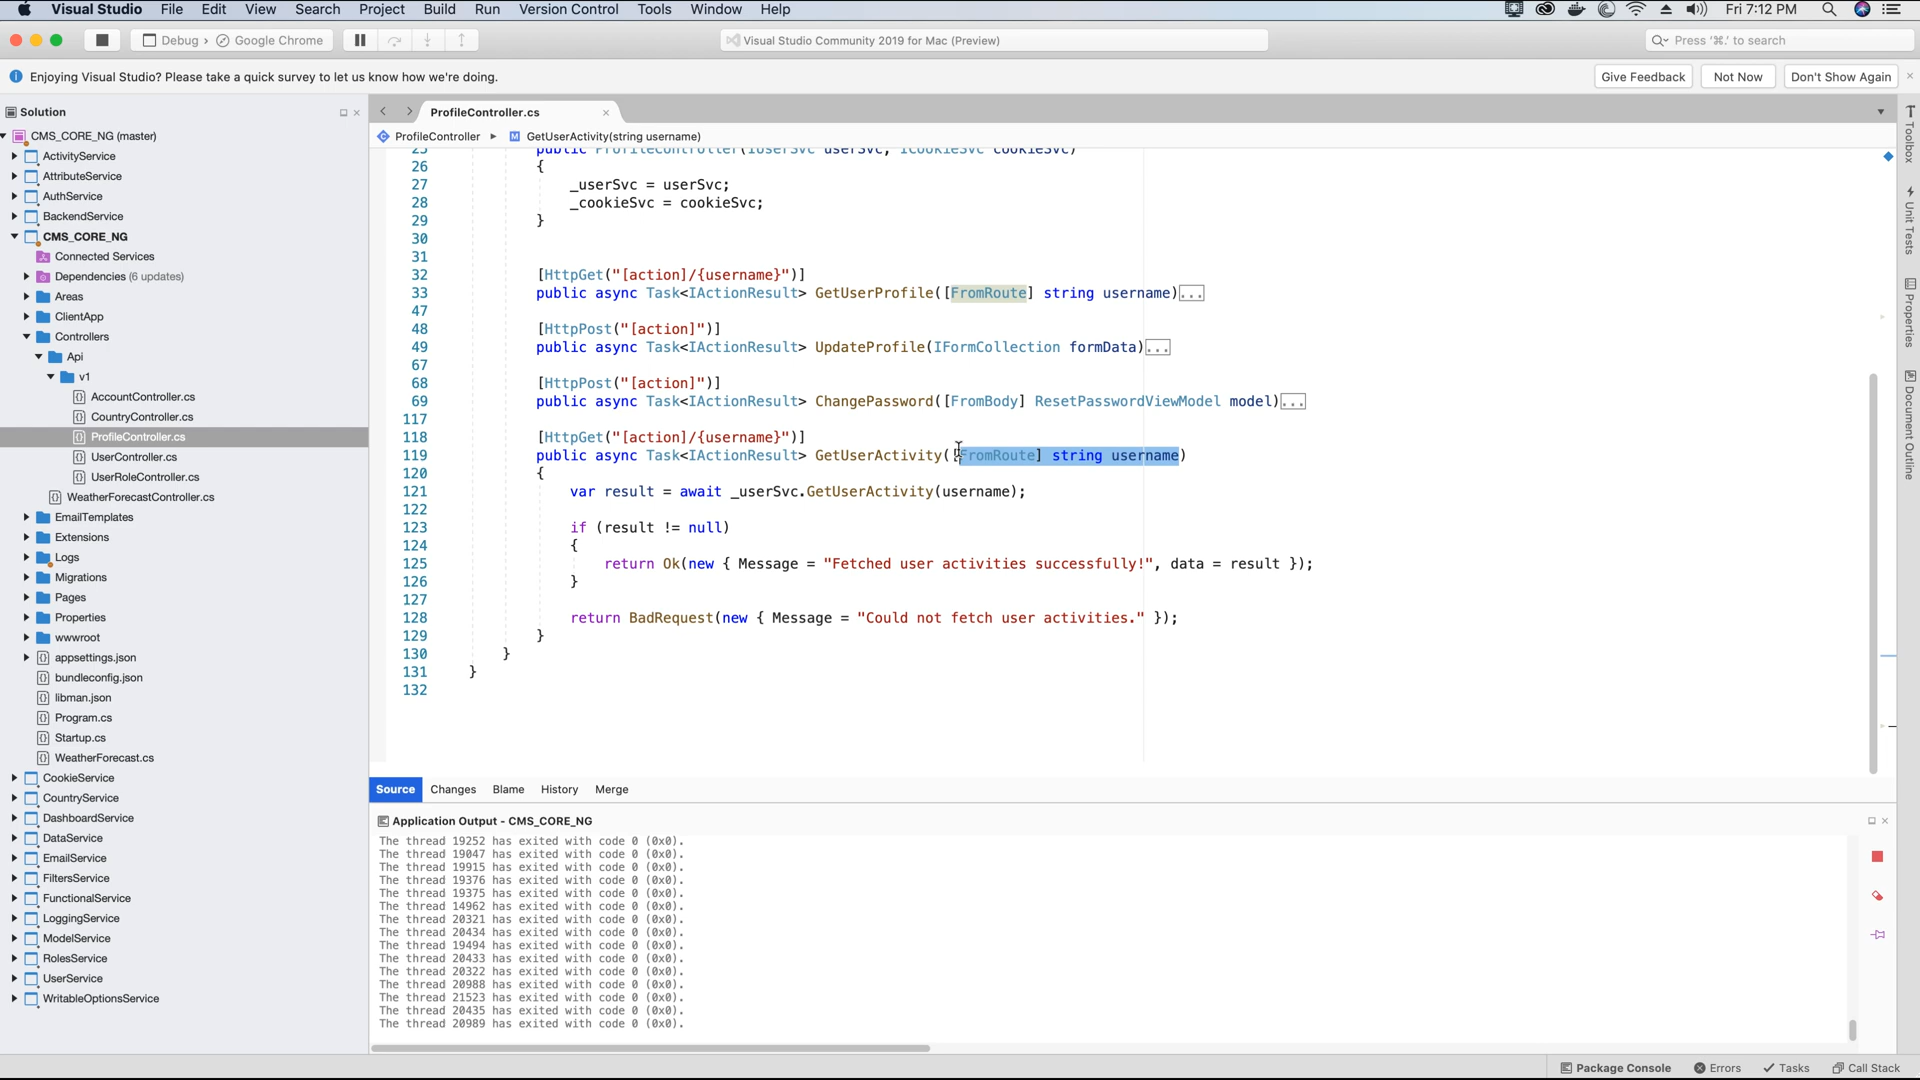 Visual Studio File Edit View Search Project Build Run Version Control Tools Window Help Fri 7:12 PM
Debug › Google Chrome Visual Studio Community 2019 for Mac (Preview) Press '⌘.' to search
Enjoying Visual Studio? Please take a quick survey to let us know how we're doing. Give Feedback Not Now Don't Show Again
Solution
CMS_CORE_NG (master)
ActivityService
AttributeService
AuthService
BackendService
CMS_CORE_NG
Connected Services
Dependencies (6 updates)
Areas
ClientApp
Controllers
Api
v1
AccountController.cs
CountryController.cs
ProfileController.cs
UserController.cs
UserRoleController.cs
WeatherForecastController.cs
EmailTemplates
Extensions
Logs
Migrations
Pages
Properties
wwwroot
appsettings.json
bundleconfig.json
libman.json
Program.cs
Startup.cs
WeatherForecast.cs
CookieService
CountryService
DashboardService
DataService
EmailService
FiltersService
FunctionalService
LoggingService
ModelService
RolesService
UserService
WritableOptionsService
ProfileController.cs
ProfileController GetUserActivity(string username)
25 public ProfileController(IUserSvc userSvc, ICookieSvc cookieSvc)
26 {
27 _userSvc = userSvc;
28 _cookieSvc = cookieSvc;
29 }
30
31
32 [HttpGet("[action]/{username}")]
33 public async Task<IActionResult> GetUserProfile([FromRoute] string username)...
47
48 [HttpPost("[action]")]
49 public async Task<IActionResult> UpdateProfile(IFormCollection formData)...
67
68 [HttpPost("[action]")]
69 public async Task<IActionResult> ChangePassword([FromBody] ResetPasswordViewModel model)...
117
118 [HttpGet("[action]/{username}")]
119 public async Task<IActionResult> GetUserActivity([FromRoute] string username)
120 {
121 var result = await _userSvc.GetUserActivity(username);
122
123 if (result != null)
124 {
125 return Ok(new { Message = "Fetched user activities successfully!", data = result });
126 }
127
128 return BadRequest(new { Message = "Could not fetch user activities." });
129 }
130 }
131 }
132
Source Changes Blame History Merge
Application Output - CMS_CORE_NG
The thread 19252 has exited with code 0 (0x0).
The thread 19047 has exited with code 0 (0x0).
The thread 19915 has exited with code 0 (0x0).
The thread 19376 has exited with code 0 (0x0).
The thread 19375 has exited with code 0 (0x0).
The thread 14962 has exited with code 0 (0x0).
The thread 20321 has exited with code 0 (0x0).
The thread 20434 has exited with code 0 (0x0).
The thread 19494 has exited with code 0 (0x0).
The thread 20433 has exited with code 0 (0x0).
The thread 20322 has exited with code 0 (0x0).
The thread 20988 has exited with code 0 (0x0).
The thread 21523 has exited with code 0 (0x0).
The thread 20435 has exited with code 0 (0x0).
The thread 20989 has exited with code 0 (0x0).
Toolbox
Unit Tests
Properties
Document Outline
Package Console Errors Tasks Call Stack